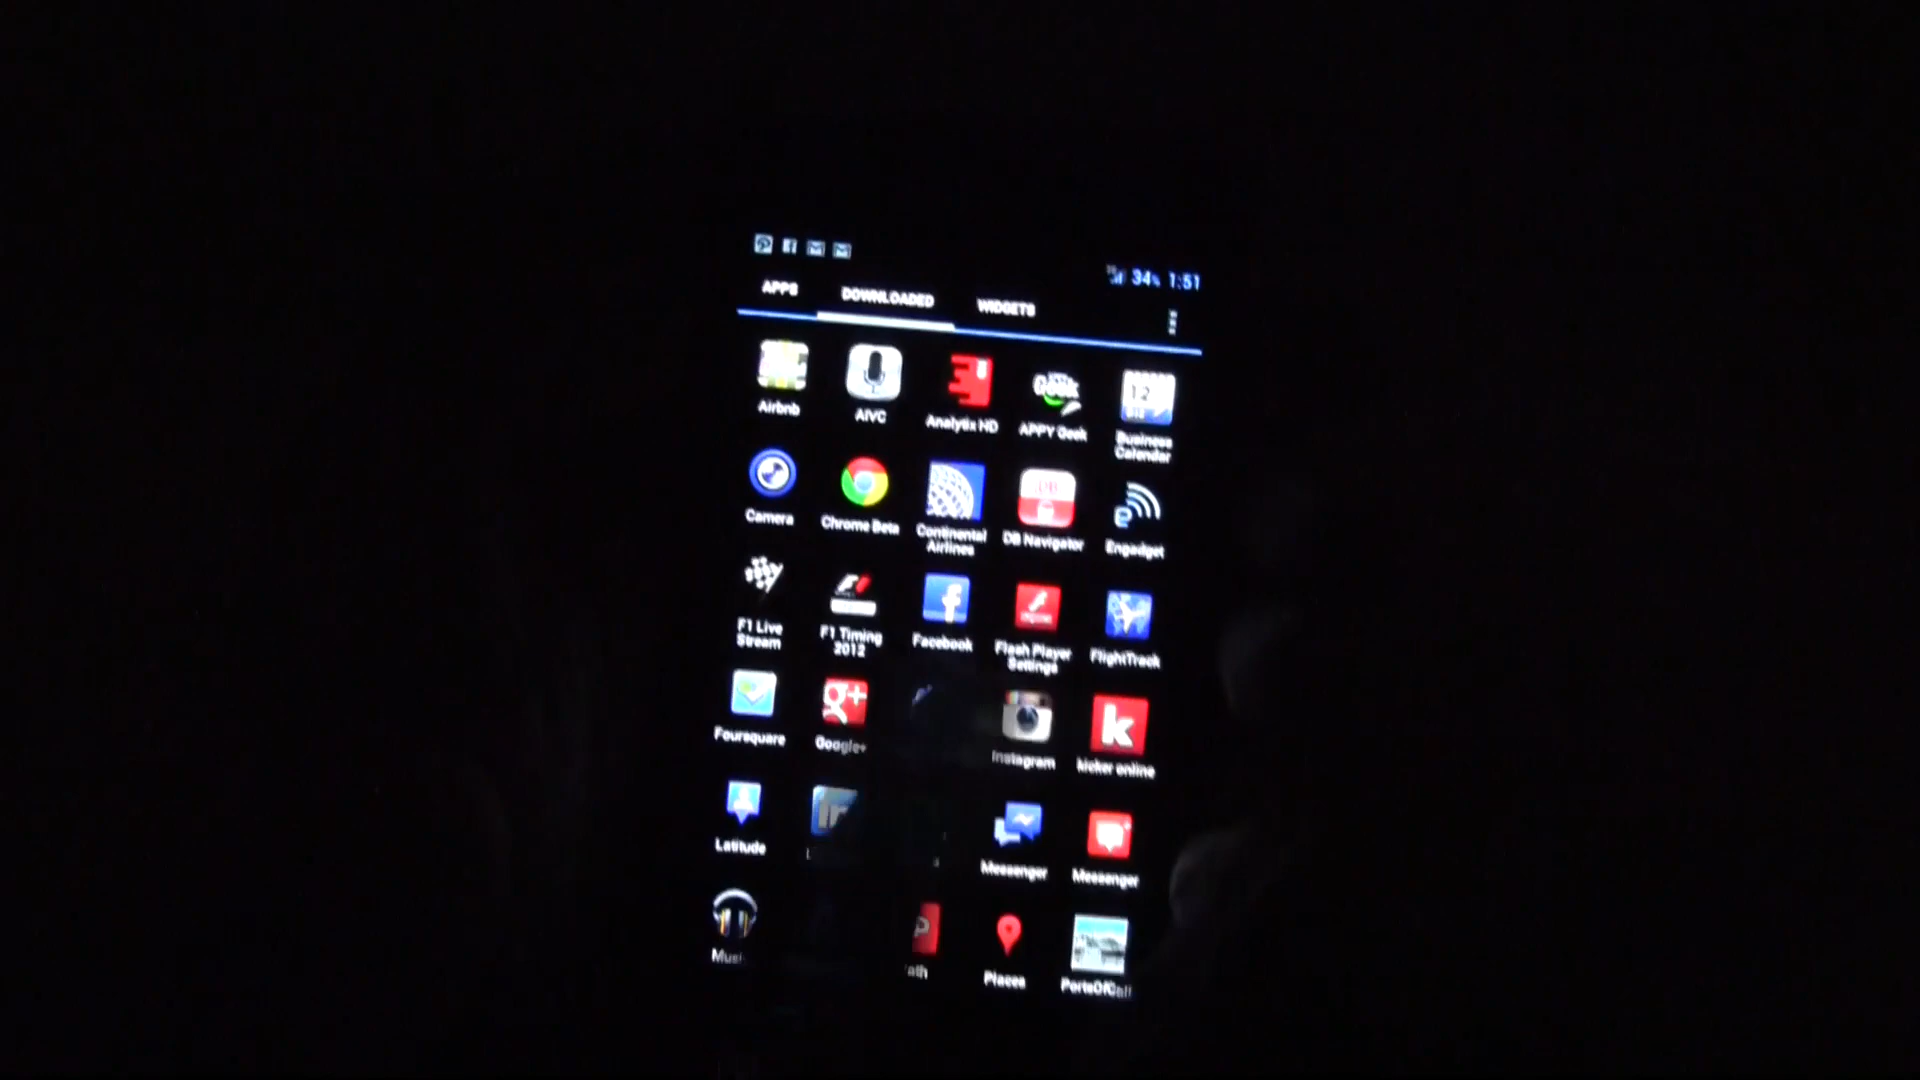 34% 1:51
APPS DOWNLOADED WIDGETS
Airbnb AIVC Analytix HD APPY Geek Business
Calendar
Camera Chrome Beta Continental DB Navigator Engadget
Airlines
F1 Live F1 Timing Facebook Flash Player FlightTrack
Stream 2012 Settings
Foursquare Google+ Instagram kicker online
Latitude Messenger Messenger
Places PortsOfCall